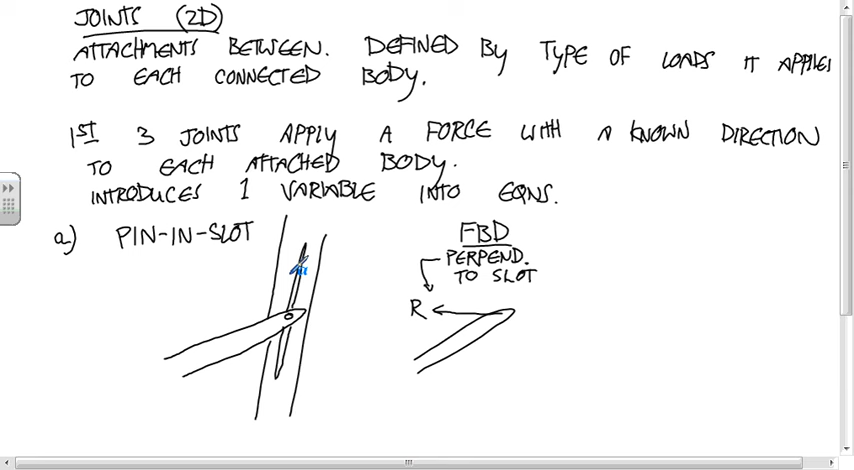 JOINTS (2D)
ATTACHMENTS BETWEEN. DEFINED BY TYPE OF LOADS IT APPLIES
TO EACH CONNECTED BODY.
1st 3 JOINTS APPLY A FORCE WITH A KNOWN DIRECTION
TO EACH ATTACHED BODY.
INTRODUCES 1 VARIABLE INTO EQNS.
a) PIN-IN-SLOT
FBD
PERPEND.
TO SLOT
R